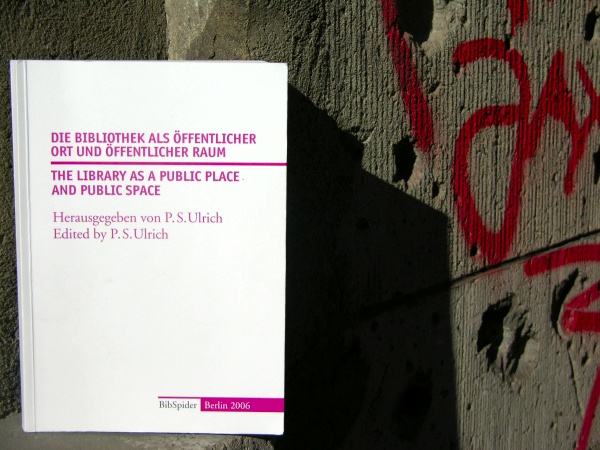 DIE BIBLIOTHEK ALS ÖFFENTLICHER
ORT UND ÖFFENTLICHER RAUM
THE LIBRARY AS A PUBLIC PLACE
AND PUBLIC SPACE
Herausgegeben von P. S. Ulrich
Edited by P. S. Ulrich
BibSpider Berlin 2006